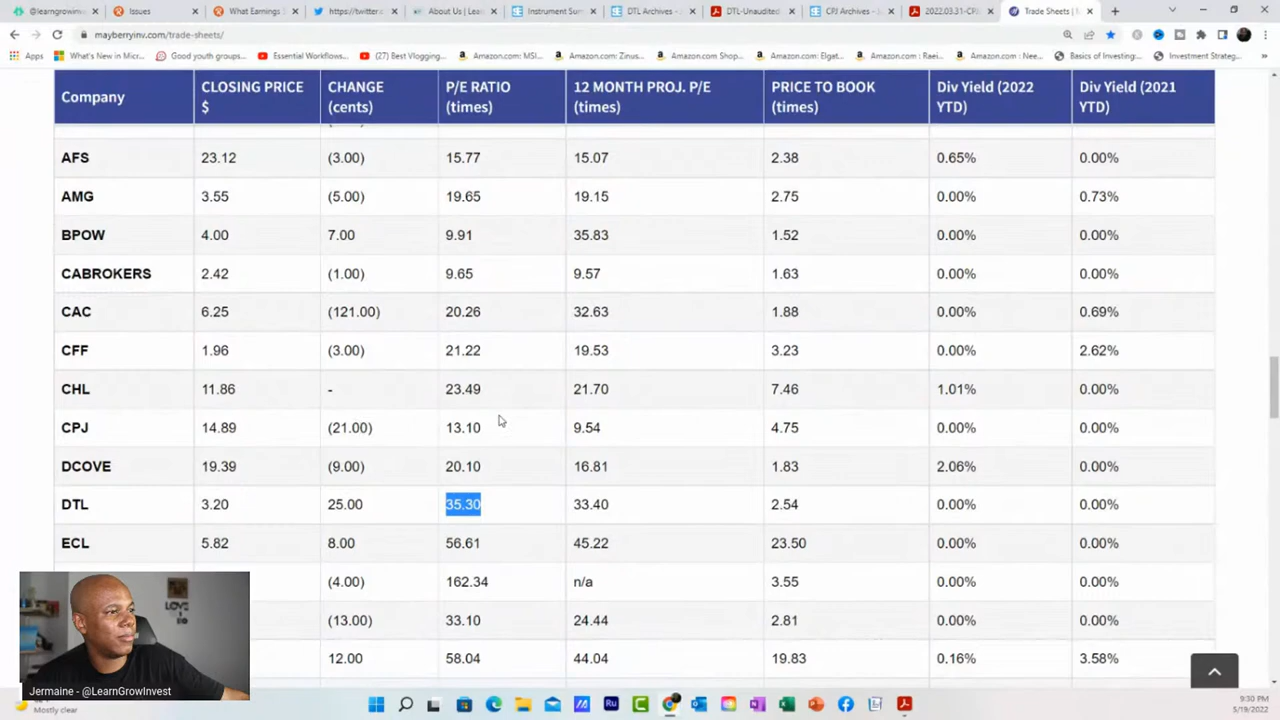 @learngrowinv
Issues
What Earnings S
https://twitter.c
About Us | Lear
Instrument Sum
DTL Archives -
DTL-Unaudited
CPJ Archives - J
2022.03.31-CPJ
Trade Sheets |
mayberryinv.com/trade-sheets/
Apps
What's New in Micr...
Good youth groups...
Essential Workflows...
(27) Best Vlogging...
Amazon.com: MSI...
Amazon.com: Zinus...
Amazon.com Shop...
Amazon.com: Elgat...
Amazon.com : Raei...
Amazon.com : Nee...
Basics of Investing:...
Investment Strateg...
Company CLOSING PRICE $ CHANGE (cents) P/E RATIO (times) 12 MONTH PROJ. P/E (times) PRICE TO BOOK (times) Div Yield (2022 YTD) Div Yield (2021 YTD)
AFS 23.12 (3.00) 15.77 15.07 2.38 0.65% 0.00%
AMG 3.55 (5.00) 19.65 19.15 2.75 0.00% 0.73%
BPOW 4.00 7.00 9.91 35.83 1.52 0.00% 0.00%
CABROKERS 2.42 (1.00) 9.65 9.57 1.63 0.00% 0.00%
CAC 6.25 (121.00) 20.26 32.63 1.88 0.00% 0.69%
CFF 1.96 (3.00) 21.22 19.53 3.23 0.00% 2.62%
CHL 11.86 - 23.49 21.70 7.46 1.01% 0.00%
CPJ 14.89 (21.00) 13.10 9.54 4.75 0.00% 0.00%
DCOVE 19.39 (9.00) 20.10 16.81 1.83 2.06% 0.00%
DTL 3.20 25.00 35.30 33.40 2.54 0.00% 0.00%
ECL 5.82 8.00 56.61 45.22 23.50 0.00% 0.00%
(4.00) 162.34 n/a 3.55 0.00% 0.00%
(13.00) 33.10 24.44 2.81 0.00% 0.00%
12.00 58.04 44.04 19.83 0.16% 3.58%
LOVE
Jermaine - @LearnGrowInvest
Mostly clear
Ru
9:30 PM
5/19/2022